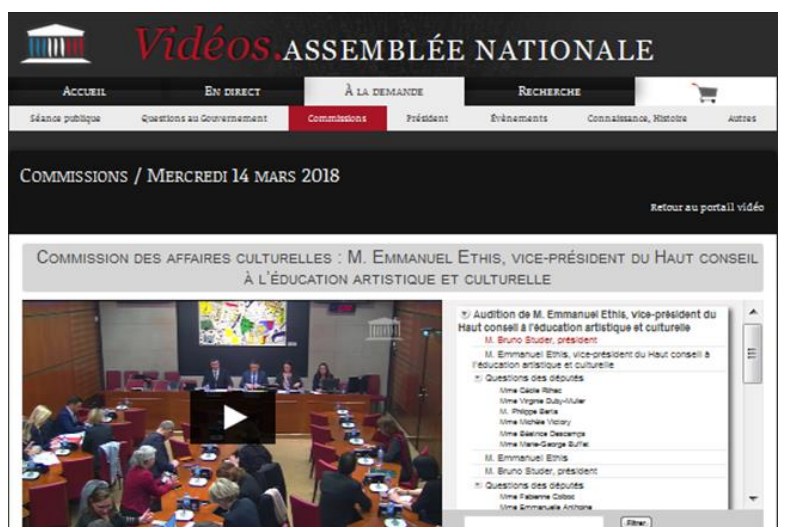 Vidéos.ASSEMBLÉE NATIONALE
ACCUEIL EN DIRECT À LA DEMANDE RECHERCHE
Séance publique Questions au Gouvernement Commissions Président Évènements Connaissance, Histoire Autres
COMMISSIONS / MERCREDI 14 MARS 2018
Retour au portail vidéo
COMMISSION DES AFFAIRES CULTURELLES : M. EMMANUEL ETHIS, VICE-PRÉSIDENT DU HAUT CONSEIL
À L'ÉDUCATION ARTISTIQUE ET CULTURELLE
Audition de M. Emmanuel Ethis, vice-président du
Haut conseil à l'éducation artistique et culturelle
M. Bruno Studer, président
M. Emmanuel Ethis, vice-président du Haut conseil à
l'éducation artistique et culturelle
Questions des députés
Mme Cécile Rilhac
Mme Virginie Duby-Muller
M. Philippe Berta
Mme Michèle Victory
Mme Béatrice Descamps
Mme Marie-George Buffet
M. Emmanuel Ethis
M. Bruno Studer, président
Questions des députés
Mme Fabienne Colboc
Mme Emmanuelle Anthoine
Filtrer